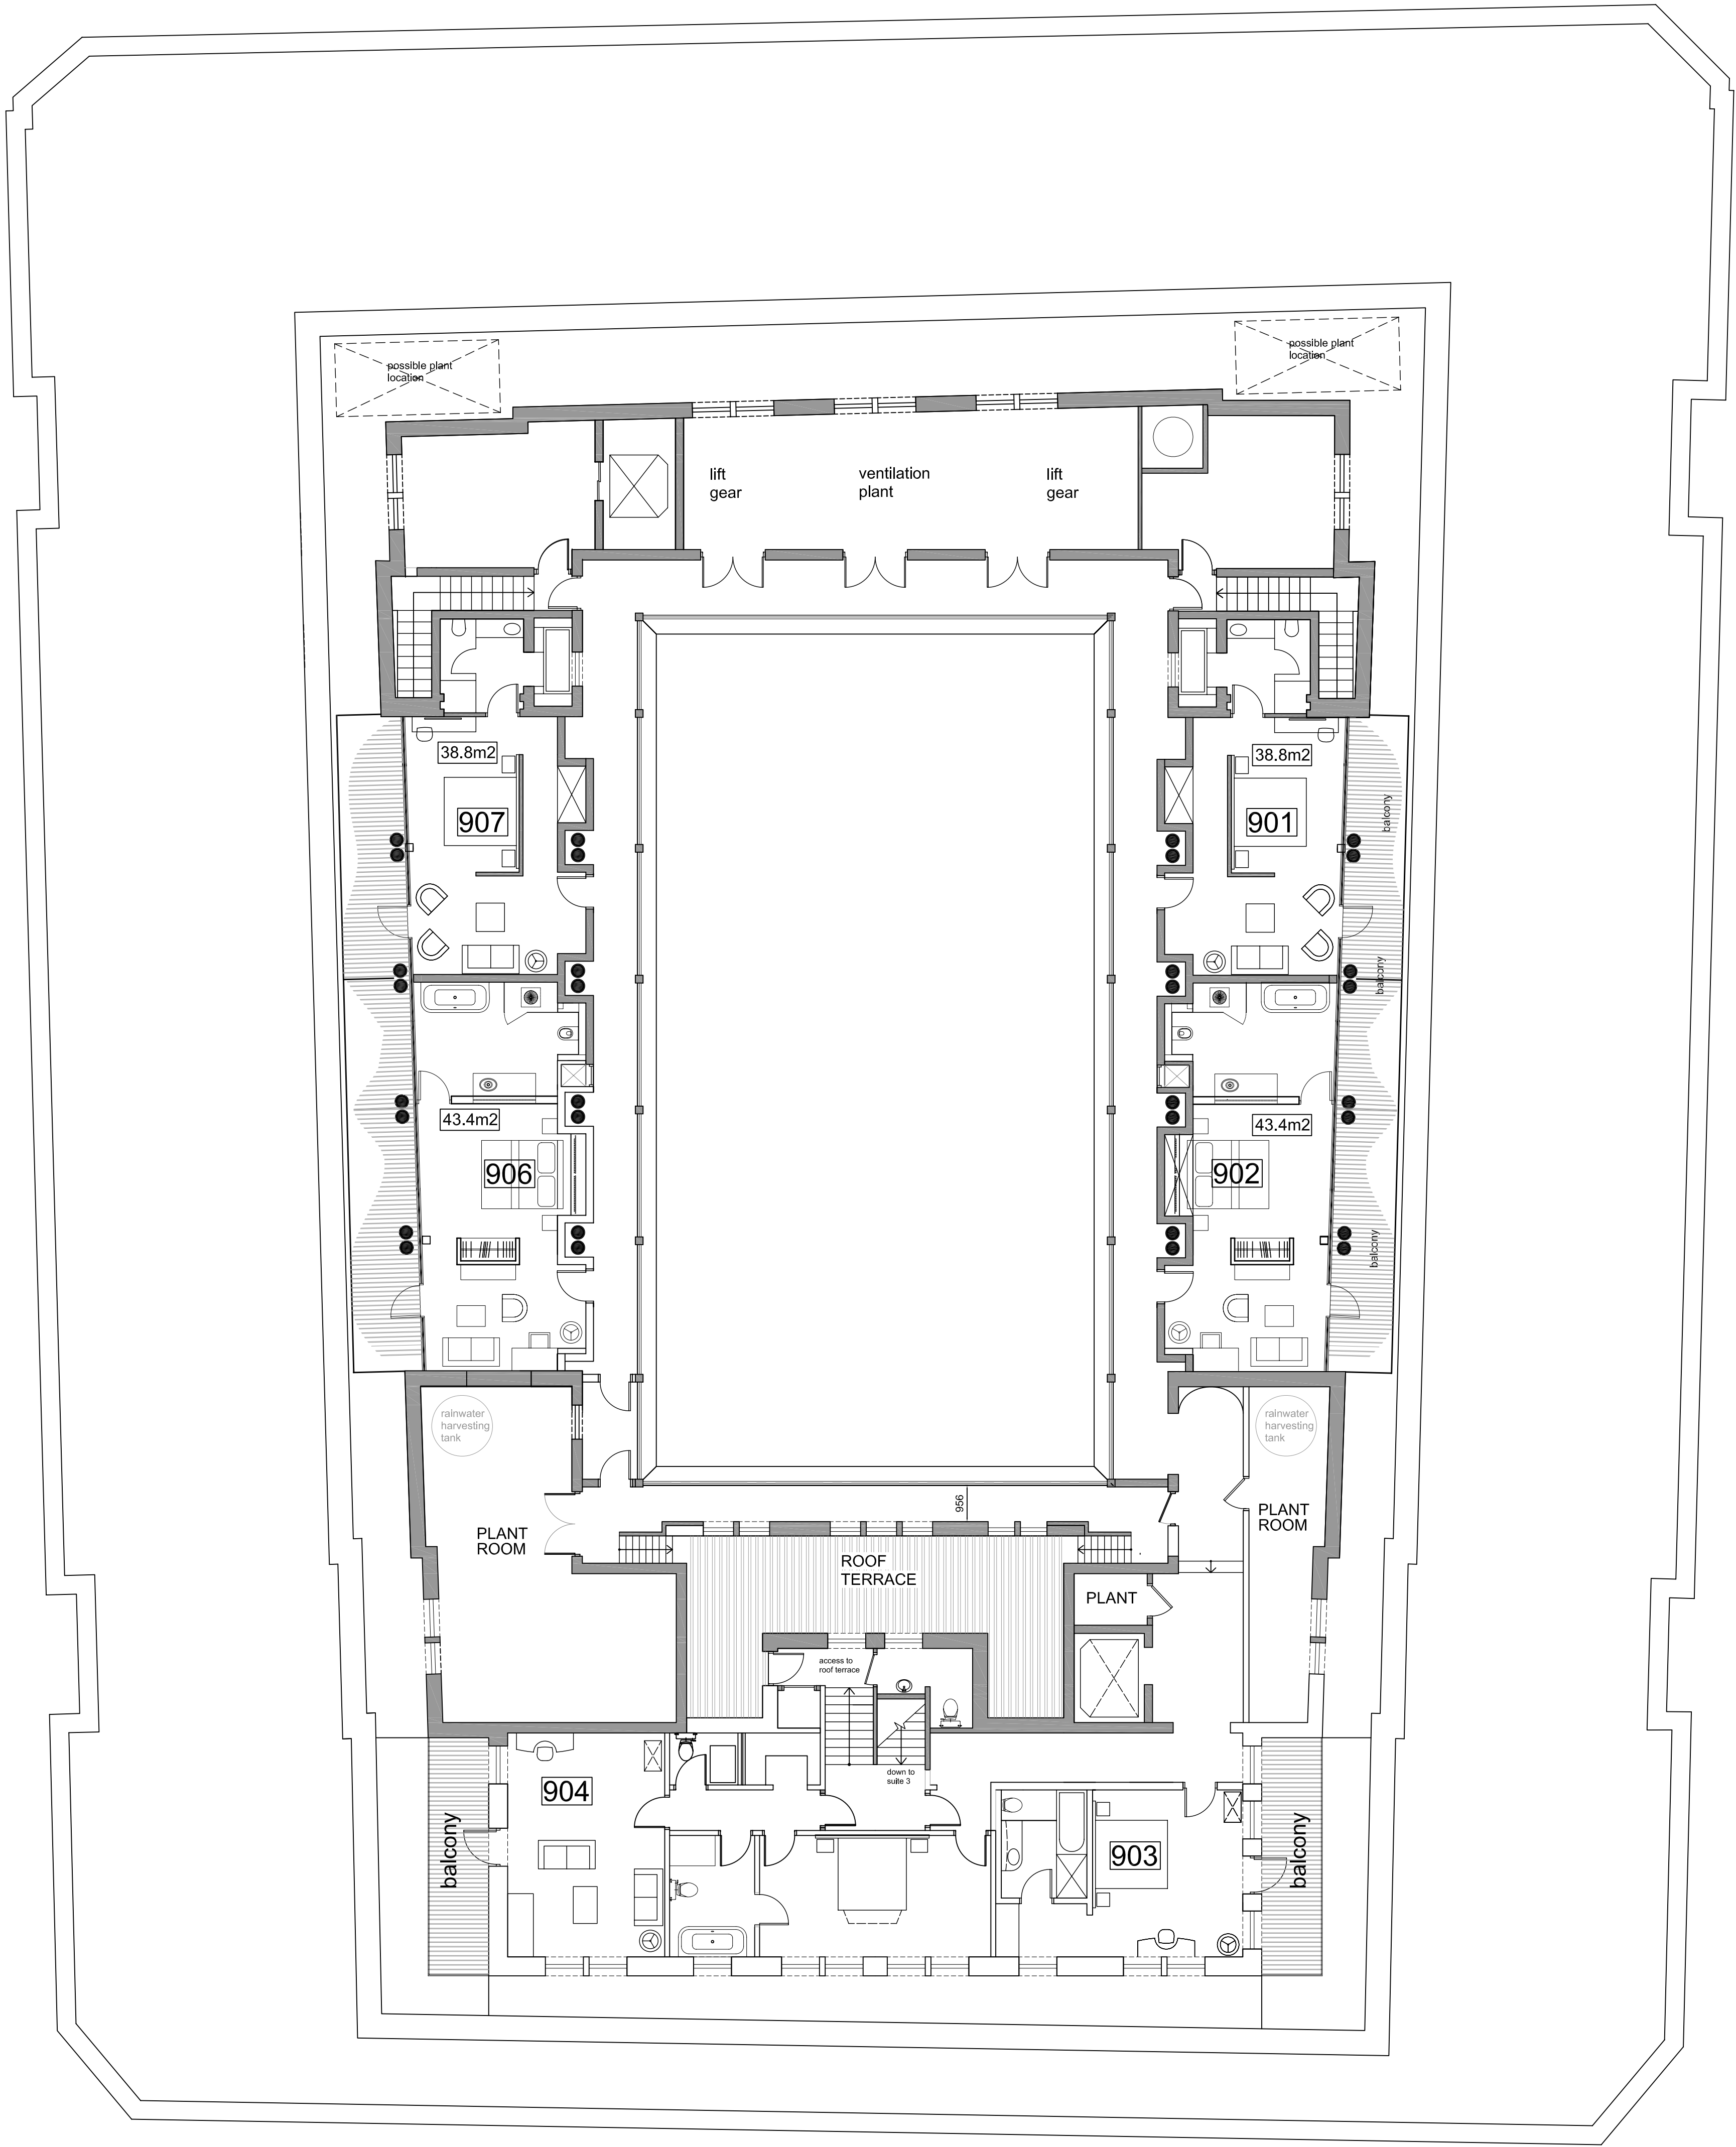 possible plant
location
possible plant
location
lift
gear
ventilation
plant
lift
gear
38.8m2
907
38.8m2
901
balcony
balcony
43.4m2
906
43.4m2
902
balcony
rainwater
harvesting
tank
rainwater
harvesting
tank
956
PLANT
ROOM
PLANT
ROOM
ROOF
TERRACE
PLANT
access to
roof terrace
down to
suite 3
904
903
balcony
balcony